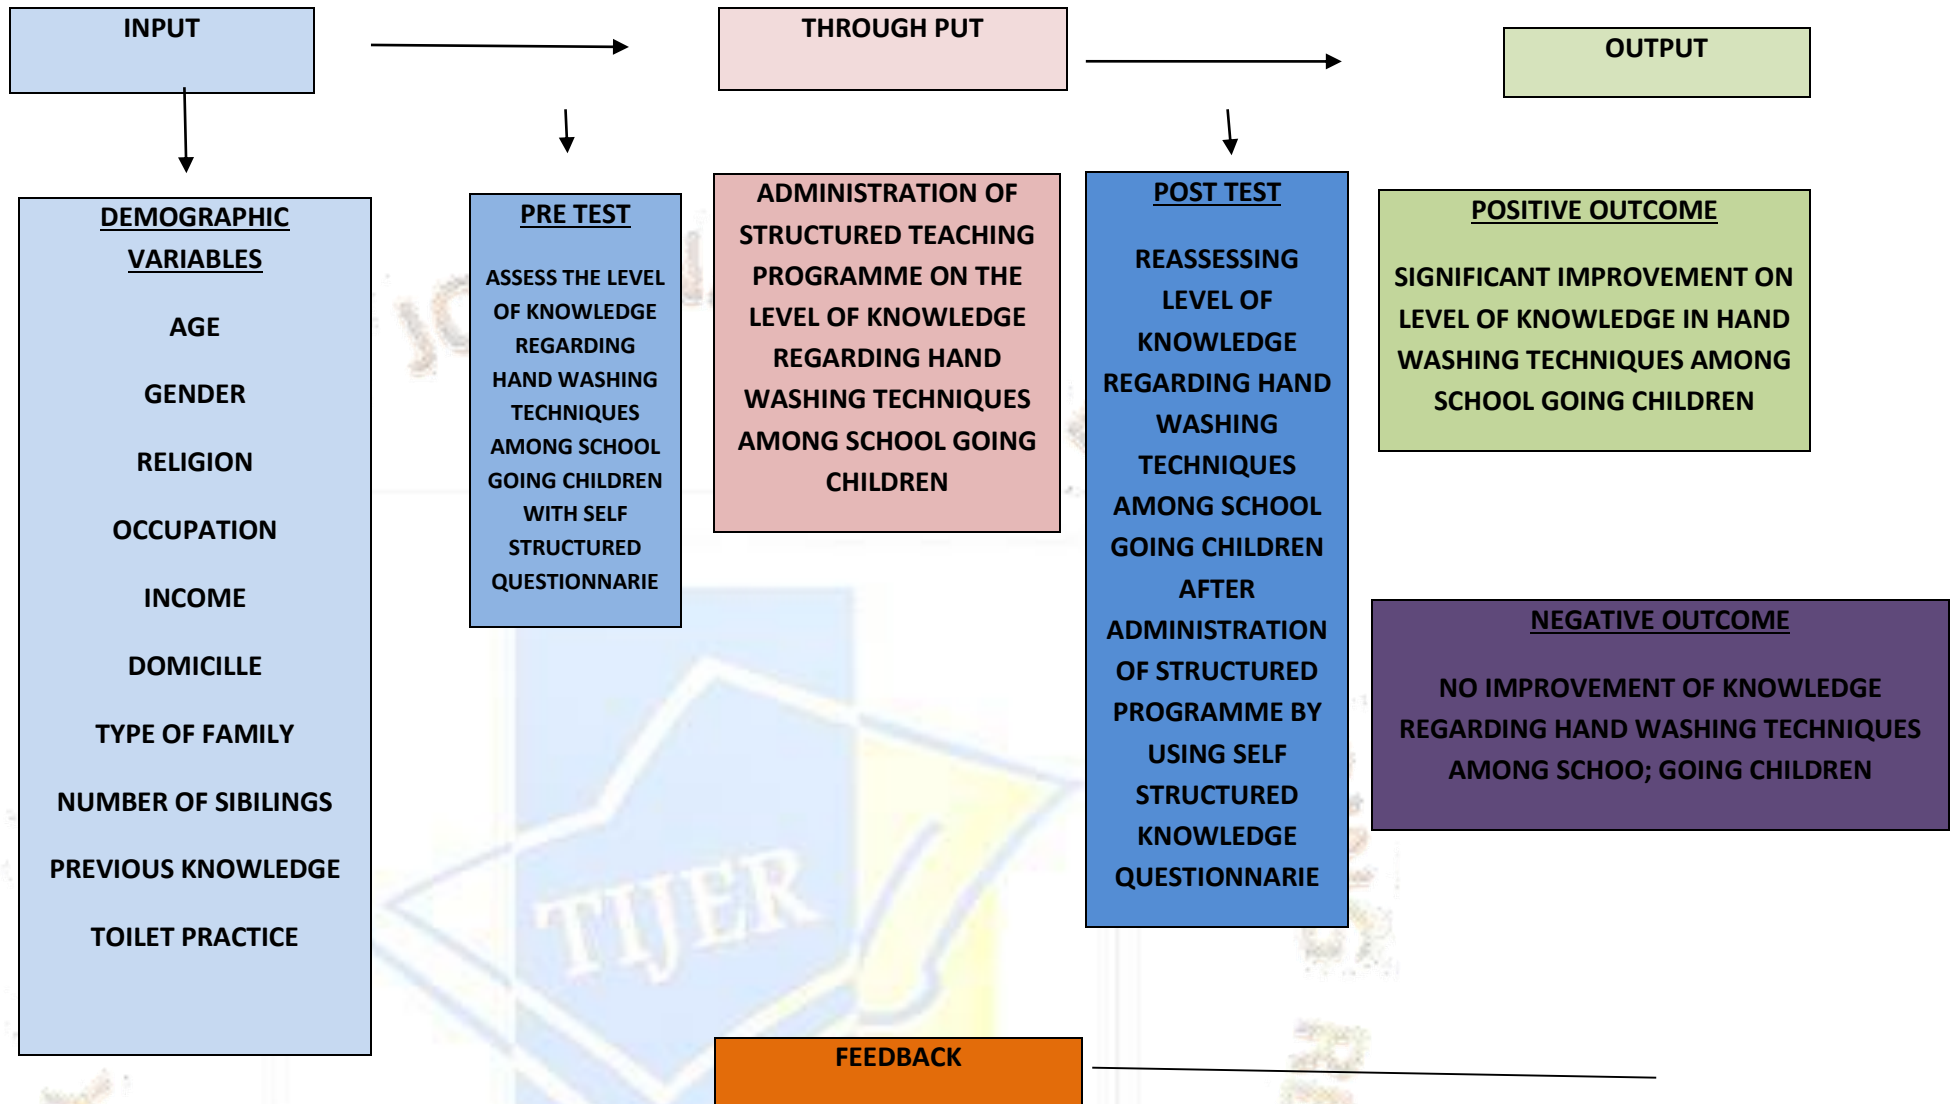 INPUT
THROUGH PUT
OUTPUT
DEMOGRAPHIC
VARIABLES
AGE
GENDER
RELIGION
OCCUPATION
INCOME
DOMICILLE
TYPE OF FAMILY
NUMBER OF SIBILINGS
PREVIOUS KNOWLEDGE
TOILET PRACTICE
PRE TEST
ASSESS THE LEVEL
OF KNOWLEDGE
REGARDING
HAND WASHING
TECHNIQUES
AMONG SCHOOL
GOING CHILDREN
WITH SELF
STRUCTURED
QUESTIONNARIE
ADMINISTRATION OF
STRUCTURED TEACHING
PROGRAMME ON THE
LEVEL OF KNOWLEDGE
REGARDING HAND
WASHING TECHNIQUES
AMONG SCHOOL GOING
CHILDREN
POST TEST
REASSESSING
LEVEL OF
KNOWLEDGE
REGARDING HAND
WASHING
TECHNIQUES
AMONG SCHOOL
GOING CHILDREN
AFTER
ADMINISTRATION
OF STRUCTURED
PROGRAMME BY
USING SELF
STRUCTURED
KNOWLEDGE
QUESTIONNARIE
POSITIVE OUTCOME
SIGNIFICANT IMPROVEMENT ON
LEVEL OF KNOWLEDGE IN HAND
WASHING TECHNIQUES AMONG
SCHOOL GOING CHILDREN
NEGATIVE OUTCOME
NO IMPROVEMENT OF KNOWLEDGE
REGARDING HAND WASHING TECHNIQUES
AMONG SCHOO; GOING CHILDREN
TIJER
FEEDBACK